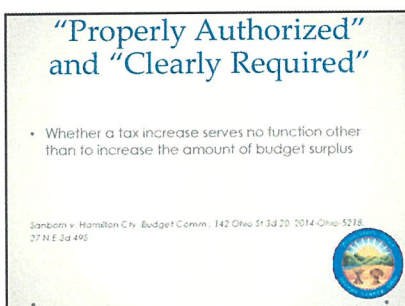 “Properly Authorized”
and “Clearly Required”
• Whether a tax increase serves no function other
than to increase the amount of budget surplus
Sanborn v. Hamilton Cty. Budget Comm., 142 Ohio St.3d 20, 2014-Ohio-5218,
27 N.E.3d 498